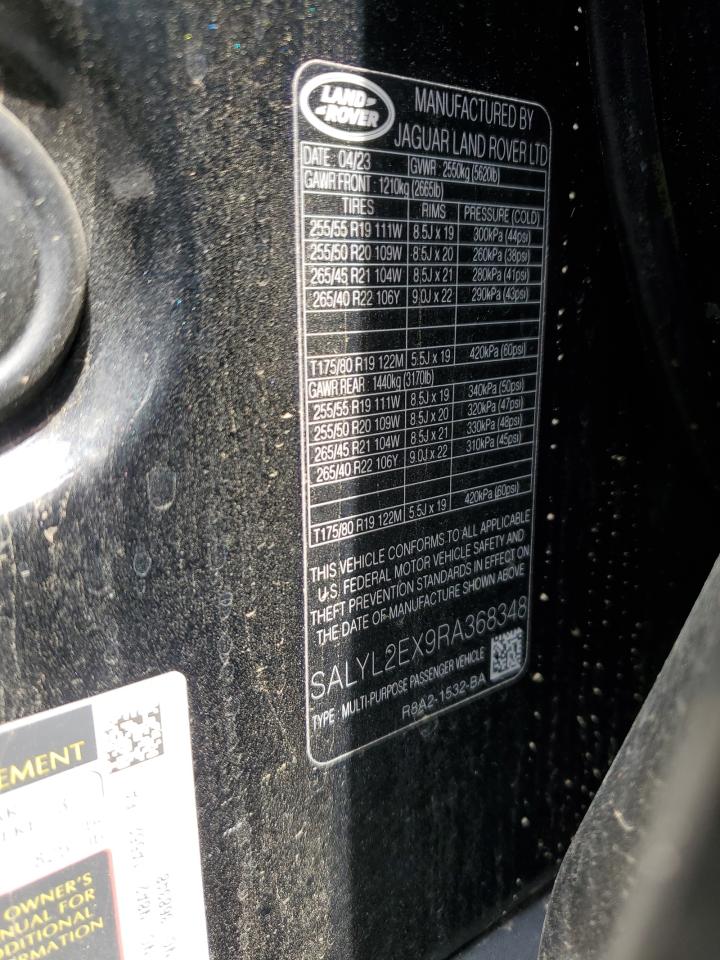 LAND
ROVER
MANUFACTURED BY
JAGUAR LAND ROVER LTD
DATE : 04/23 GVWR : 2550kg (5620lb)
GAWR FRONT : 1210kg (2665lb)
TIRES RIMS PRESSURE (COLD)
255/55 R19 111W 8.5J x 19 300kPa (44psi)
255/50 R20 109W 8.5J x 20 260kPa (38psi)
265/45 R21 104W 8.5J x 21 280kPa (41psi)
265/40 R22 106Y 9.0J x 22 290kPa (43psi)
T175/80 R19 122M 5.5J x 19 420kPa (60psi)
GAWR REAR : 1440kg (3170lb)
255/55 R19 111W 8.5J x 19 340kPa (50psi)
255/50 R20 109W 8.5J x 20 320kPa (47psi)
265/45 R21 104W 8.5J x 21 330kPa (48psi)
265/40 R22 106Y 9.0J x 22 310kPa (45psi)
T175/80 R19 122M 5.5J x 19 420kPa (60psi)
THIS VEHICLE CONFORMS TO ALL APPLICABLE
U.S. FEDERAL MOTOR VEHICLE SAFETY AND
THEFT PREVENTION STANDARDS IN EFFECT ON
THE DATE OF MANUFACTURE SHOWN ABOVE
SALYL2EX9RA368348
TYPE : MULTI-PURPOSE PASSENGER VEHICLE
R8A2-1532-BA
EMENT
OWNER'S
NUAL FOR
DDITIONAL
ORMATION